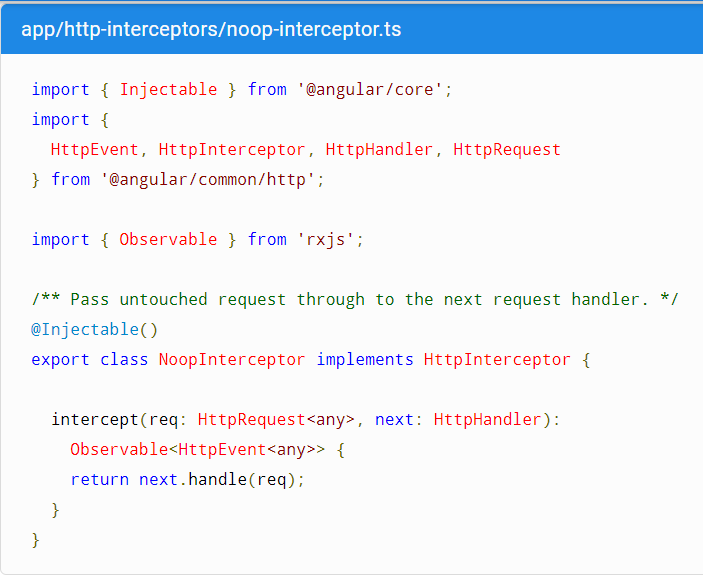 app/http-interceptors/noop-interceptor.ts
import { Injectable } from '@angular/core';
import {
  HttpEvent, HttpInterceptor, HttpHandler, HttpRequest
} from '@angular/common/http';
import { Observable } from 'rxjs';
/** Pass untouched request through to the next request handler. */
@Injectable()
export class NoopInterceptor implements HttpInterceptor {
  intercept(req: HttpRequest<any>, next: HttpHandler):
    Observable<HttpEvent<any>> {
    return next.handle(req);
  }
}